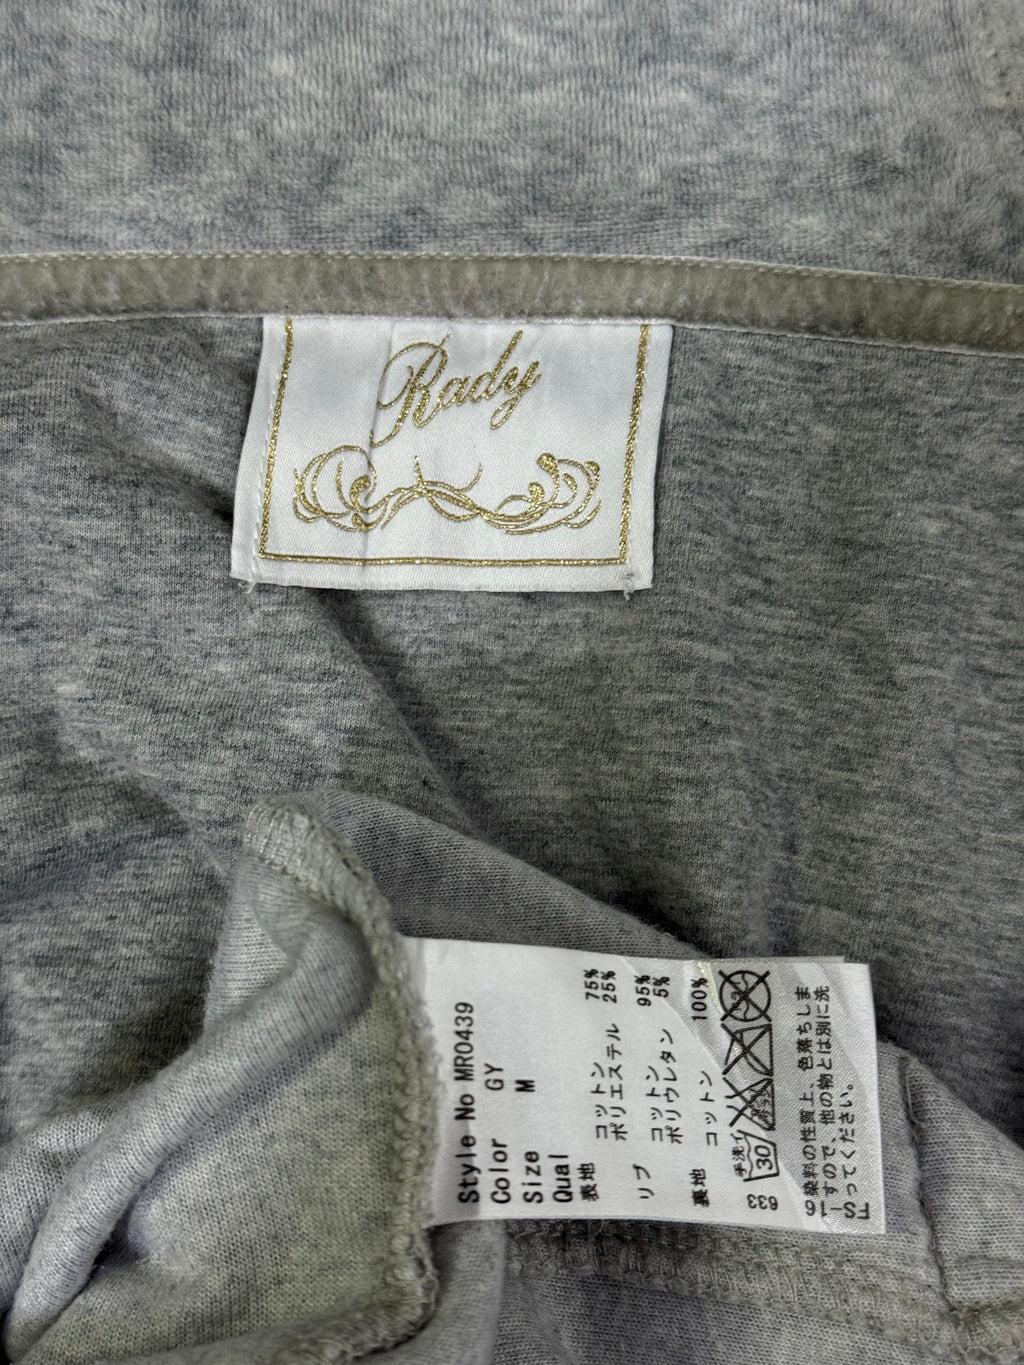 Rady
Style No MR0439
Color GY
Size M
Qual
表地 コットン 75%
ポリエステル 25%
リブ コットン 95%
ポリウレタン 5%
裏地 コットン 100%
手洗イ
30
633
染料の性質上、色落ちしま
すので、他の物とは別に洗
ってください。
FS-16